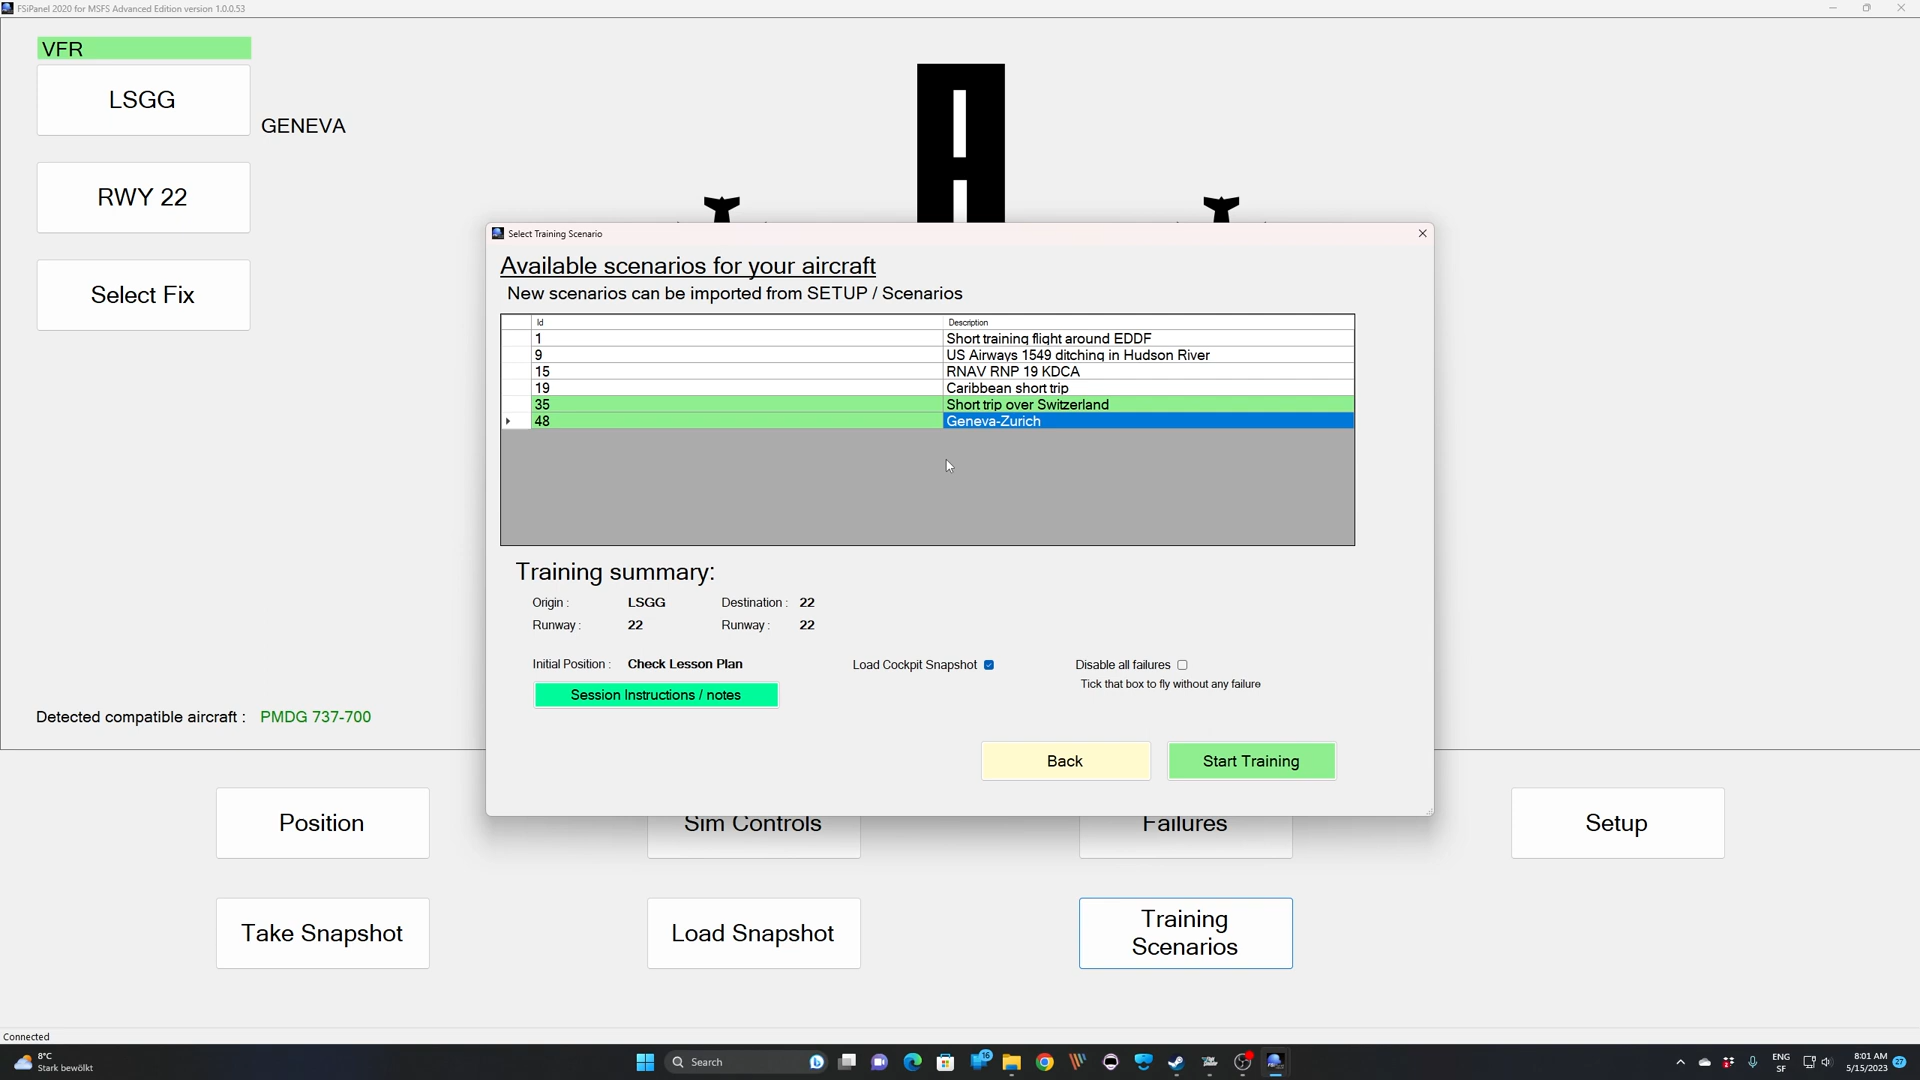 FSiPanel 2020 for MSFS Advanced Edition version 1.0.0.53
VFR
LSGG
GENEVA
RWY 22
Select Fix
Detected compatible aircraft : PMDG 737-700
Select Training Scenario
Available scenarios for your aircraft
New scenarios can be imported from SETUP / Scenarios
Id Description
1 Short training flight around EDDF
9 US Airways 1549 ditching in Hudson River
15 RNAV RNP 19 KDCA
19 Caribbean short trip
35 Short trip over Switzerland
48 Geneva-Zurich
Training summary:
Origin : LSGG Destination : 22
Runway : 22 Runway : 22
Initial Position : Check Lesson Plan Load Cockpit Snapshot Disable all failures
Tick that box to fly without any failure
Session Instructions / notes
Back Start Training
Position Sim Controls Failures Setup
Take Snapshot Load Snapshot Training
Scenarios
Connected
8°C
Stark bewölkt
Search
16
ENG
SF
8:01 AM
5/15/2023
27